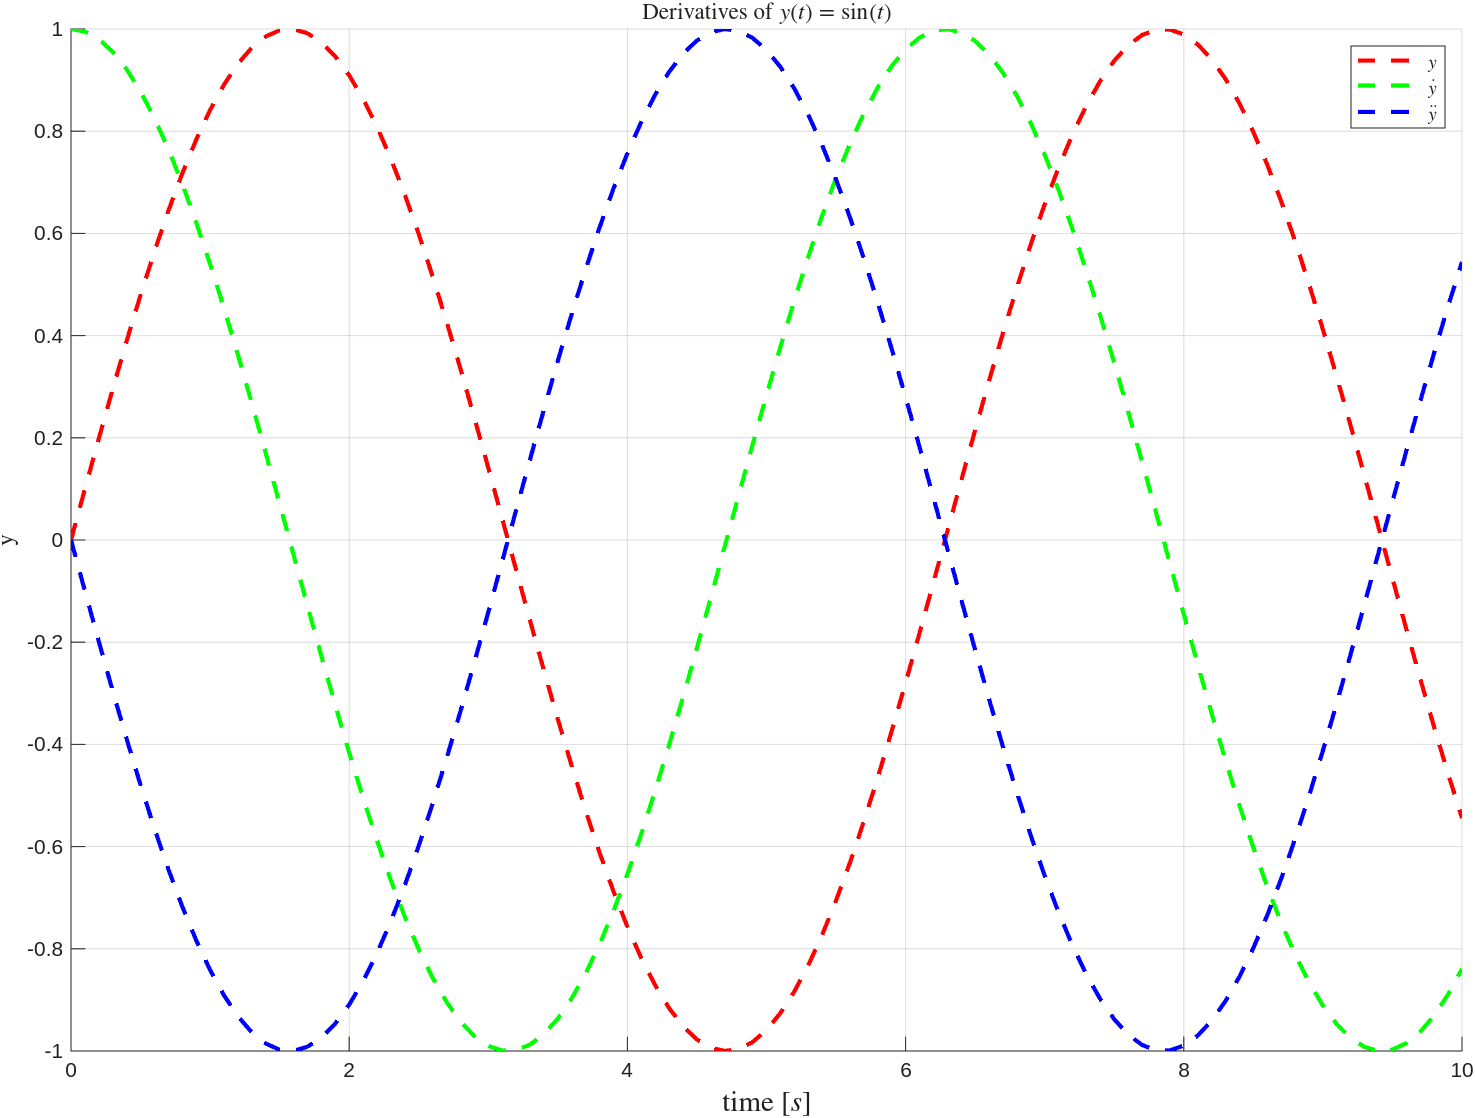 Derivatives of y(t) = sin(t)
1
0.8
0.6
0.4
0.2
0
-0.2
-0.4
-0.6
-0.8
-1
y
y
ẏ
ÿ
0 2 4 6 8 10
time [s]